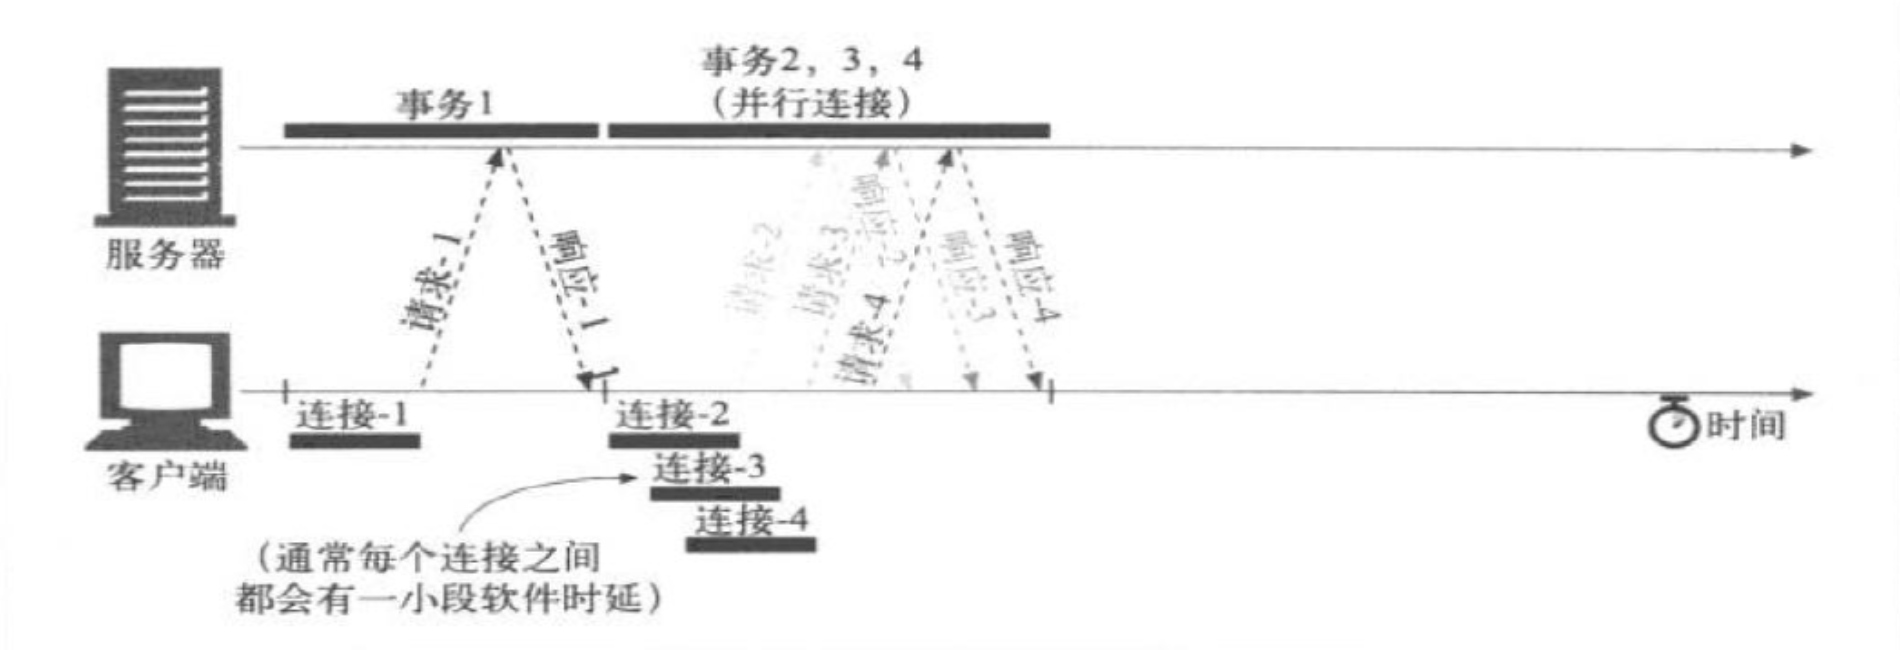 事务2，3，4
（并行连接）
事务1
服务器
请求-1
响应-1
请求-2
请求-3
响应-2
请求-4
响应-3
响应-4
连接-1
连接-2
连接-3
连接-4
时间
客户端
（通常每个连接之间
都会有一小段软件时延）